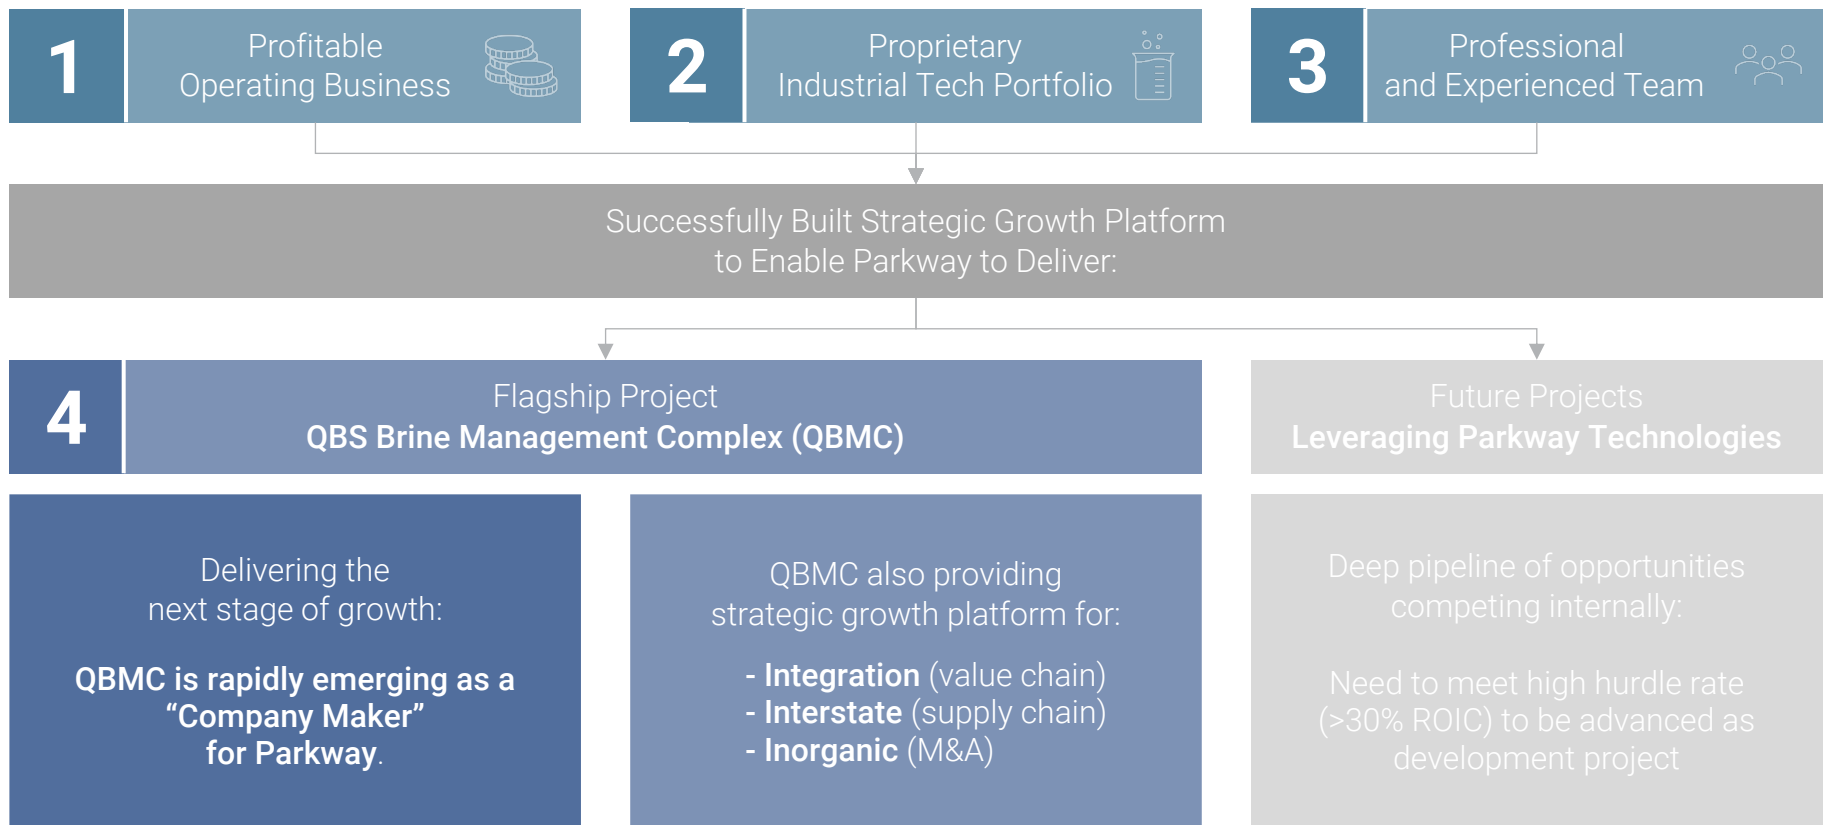 1
Profitable
Operating Business
2
Proprietary
Industrial Tech Portfolio
3
Professional
and Experienced Team
Successfully Built Strategic Growth Platform
to Enable Parkway to Deliver:
4
Flagship Project
QBS Brine Management Complex (QBMC)
Future Projects
Leveraging Parkway Technologies
Delivering the
next stage of growth:
QBMC is rapidly emerging as a
“Company Maker”
for Parkway.
QBMC also providing
strategic growth platform for:
- Integration (value chain)
- Interstate (supply chain)
- Inorganic (M&A)
Deep pipeline of opportunities
competing internally:
Need to meet high hurdle rate
(>30% ROIC) to be advanced as
development project